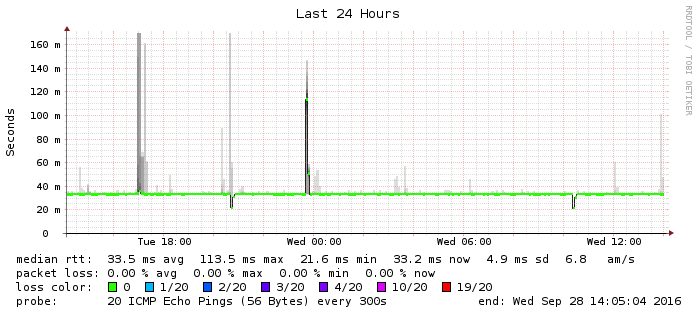 Last 24 Hours
RRDTOOL / TOBI OETIKER
Seconds
160 m
140 m
120 m
100 m
80 m
60 m
40 m
20 m
0
Tue 18:00 Wed 00:00 Wed 06:00 Wed 12:00
median rtt: 33.5 ms avg 113.5 ms max 21.6 ms min 33.2 ms now 4.9 ms sd 6.8 am/s
packet loss: 0.00 % avg 0.00 % max 0.00 % min 0.00 % now
loss color: 0 1/20 2/20 3/20 4/20 10/20 19/20
probe: 20 ICMP Echo Pings (56 Bytes) every 300s end: Wed Sep 28 14:05:04 2016